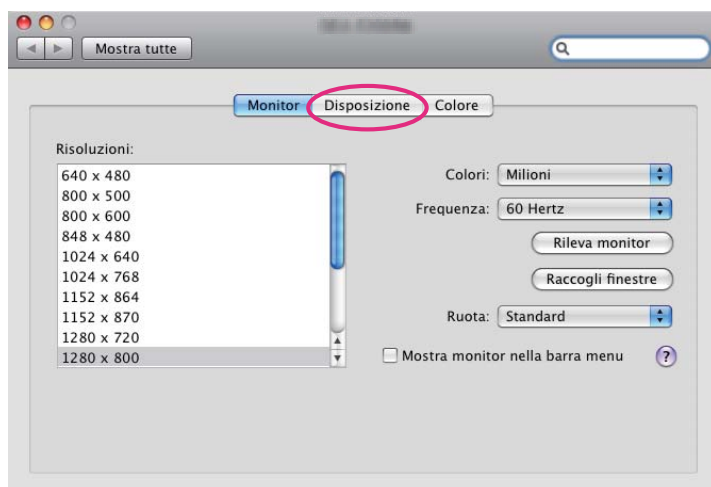 Mostra tutte
Monitor Disposizione Colore
Risoluzioni:
640 x 480
800 x 500
800 x 600
848 x 480
1024 x 640
1024 x 768
1152 x 864
1152 x 870
1280 x 720
1280 x 800
Colori: Milioni
Frequenza: 60 Hertz
Rileva monitor
Raccogli finestre
Ruota: Standard
Mostra monitor nella barra menu ?